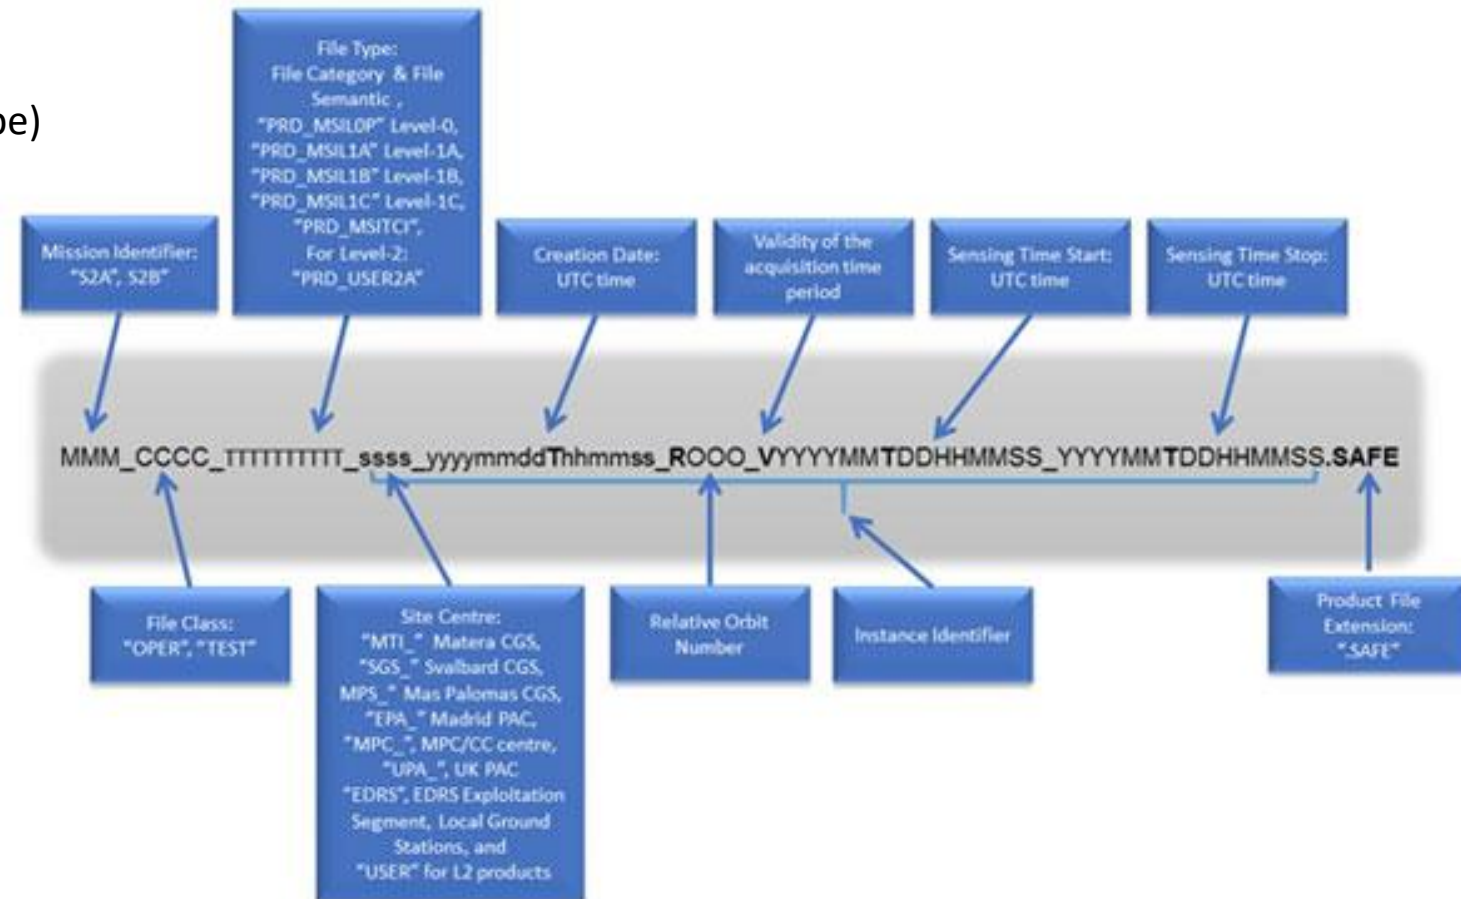 File Type:
File Category & File
Semantic ,
"PRD_MSIL0P" Level-0,
"PRD_MSIL1A" Level-1A,
"PRD_MSIL1B" Level-1B,
"PRD_MSIL1C" Level-1C,
"PRD_MSITCI",
For Level-2:
"PRD_USER2A"
pe)
Mission Identifier:
"S2A", S2B"
Creation Date:
UTC time
Validity of the
acquisition time
period
Sensing Time Start:
UTC time
Sensing Time Stop:
UTC time
MMM_CCCC_TTTTTTTTTT_ssss_yyyymmddThhmmss_ROOO_VYYYYMMTDDHHMMSS_YYYYMMTDDHHMMSS.SAFE
File Class:
"OPER", "TEST"
Site Centre:
"MTI_" Matera CGS,
"SGS_" Svalbard CGS,
MPS_" Mas Palomas CGS,
"EPA_" Madrid PAC,
"MPC_", MPC/CC centre,
"UPA_", UK PAC
"EDRS", EDRS Exploitation
Segment, Local Ground
Stations, and
"USER" for L2 products
Relative Orbit
Number
Instance Identifier
Product File
Extension:
".SAFE"